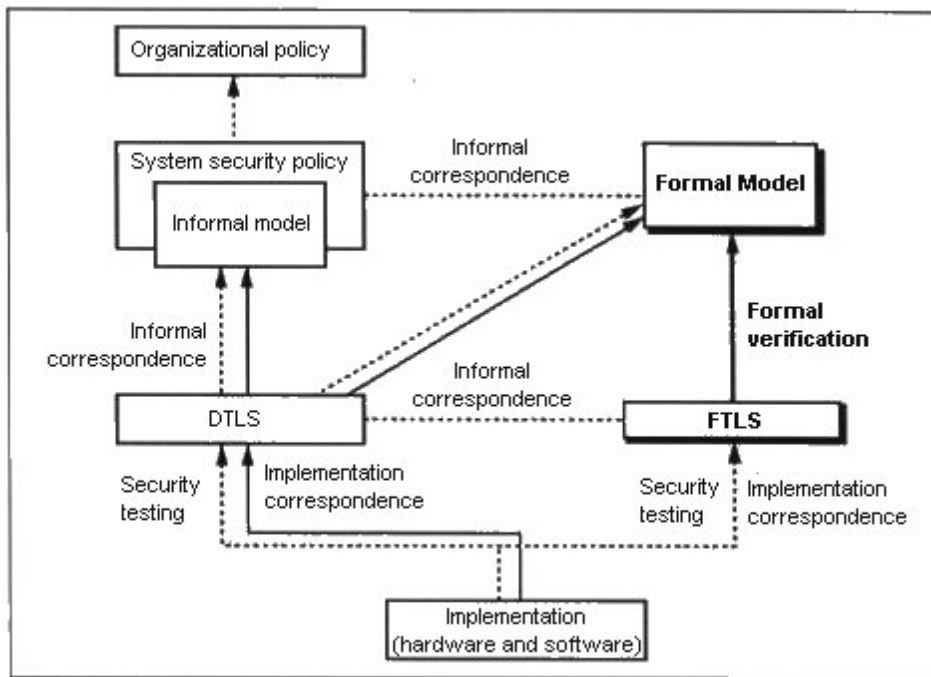 Organizational policy
System security policy
Informal model
Informal
correspondence
Formal Model
Informal
correspondence
Formal
verification
Informal
correspondence
DTLS
FTLS
Security
testing
Implementation
correspondence
Security
testing
Implementation
correspondence
Implementation
(hardware and software)